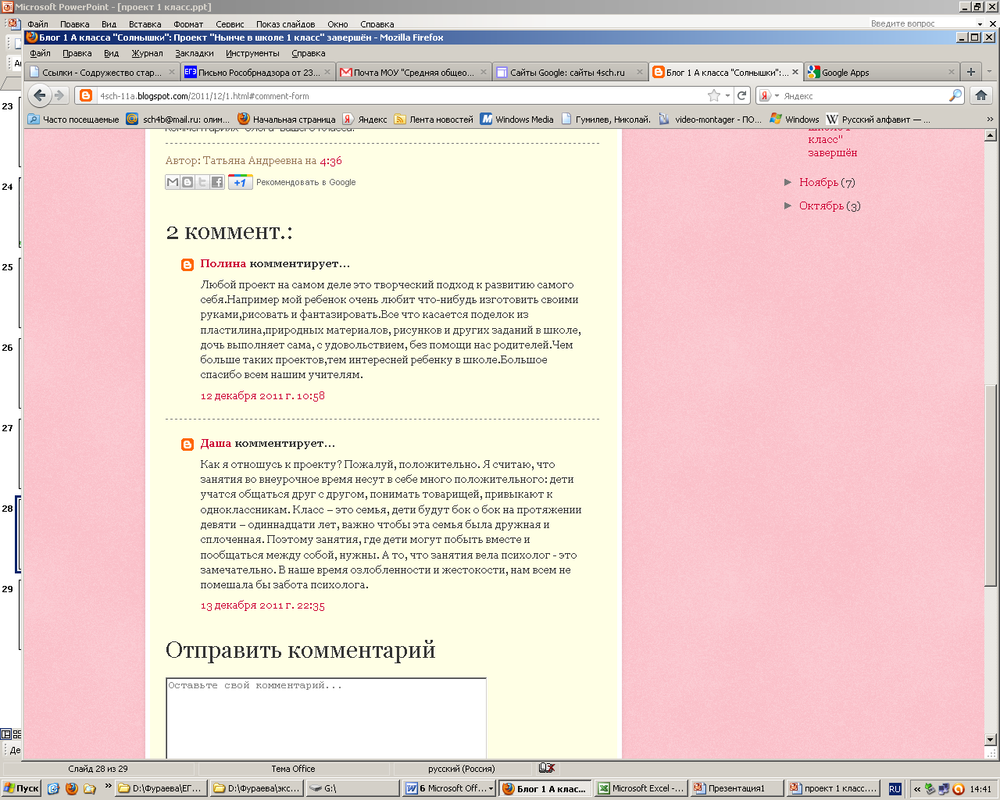 Microsoft PowerPoint - [проект 1 класс.ppt]
Файл Правка Вид Вставка Формат Сервис Показ слайдов Окно Справка
Введите вопрос
Блог 1 А класса "Солнышки": Проект "Нынче в школе 1 класс" завершён - Mozilla Firefox
Файл Правка Вид Журнал Закладки Инструменты Справка
Ссылки - Содружество стар...
ЕГЭ Письмо Рособрнадзора от 23...
Почта МОУ "Средняя общео...
Сайты Google: сайты 4sch.ru
Блог 1 А класса "Солнышки":...
Google Apps
4sch-11a.blogspot.com/2011/12/1.html#comment-form
Яндекс
Часто посещаемые
sch4b@mail.ru: олим...
Начальная страница
Яндекс
Лента новостей
Windows Media
Гумилев, Николай.
video-montager - ПО...
Windows
Русский алфавит — ...
Автор: Татьяна Андреевна на 4:36
+1 Рекомендовать в Google
2 коммент.:
Полина комментирует...
Любой проект на самом деле это творческий подход к развитию самого
себя.Например мой ребенок очень любит что-нибудь изготовить своими
руками,рисовать и фантазировать.Все что касается поделок из
пластилина,природных материалов, рисунков и других заданий в школе,
дочь выполняет сама, с удовольствием, без помощи нас родителей.Чем
больше таких проектов,тем интересней ребенку в школе.Большое
спасибо всем нашим учителям.
12 декабря 2011 г. 10:58
Даша комментирует...
Как я отношусь к проекту? Пожалуй, положительно. Я считаю, что
занятия во внеурочное время несут в себе много положительного: дети
учатся общаться друг с другом, понимать товарищей, привыкают к
одноклассникам. Класс – это семья, дети будут бок о бок на протяжении
девяти – одиннадцати лет, важно чтобы эта семья была дружная и
сплоченная. Поэтому занятия, где дети могут побыть вместе и
пообщаться между собой, нужны. А то, что занятия вела психолог - это
замечательно. В наше время озлобленности и жестокости, нам всем не
помешала бы забота психолога.
13 декабря 2011 г. 22:35
Отправить комментарий
Оставьте свой комментарий...
класс"
завершён
Ноябрь (7)
Октябрь (3)
23
24
25
26
27
28
29
Де
Слайд 28 из 29
Тема Office
русский (Россия)
Пуск
»
D:\Фураева\ЕГ...
D:\Фураева\экс...
G:\
6 Microsoft Off...
Блог 1 А клас...
Microsoft Excel -...
Презентация1
проект 1 класс....
RU
«
14:41